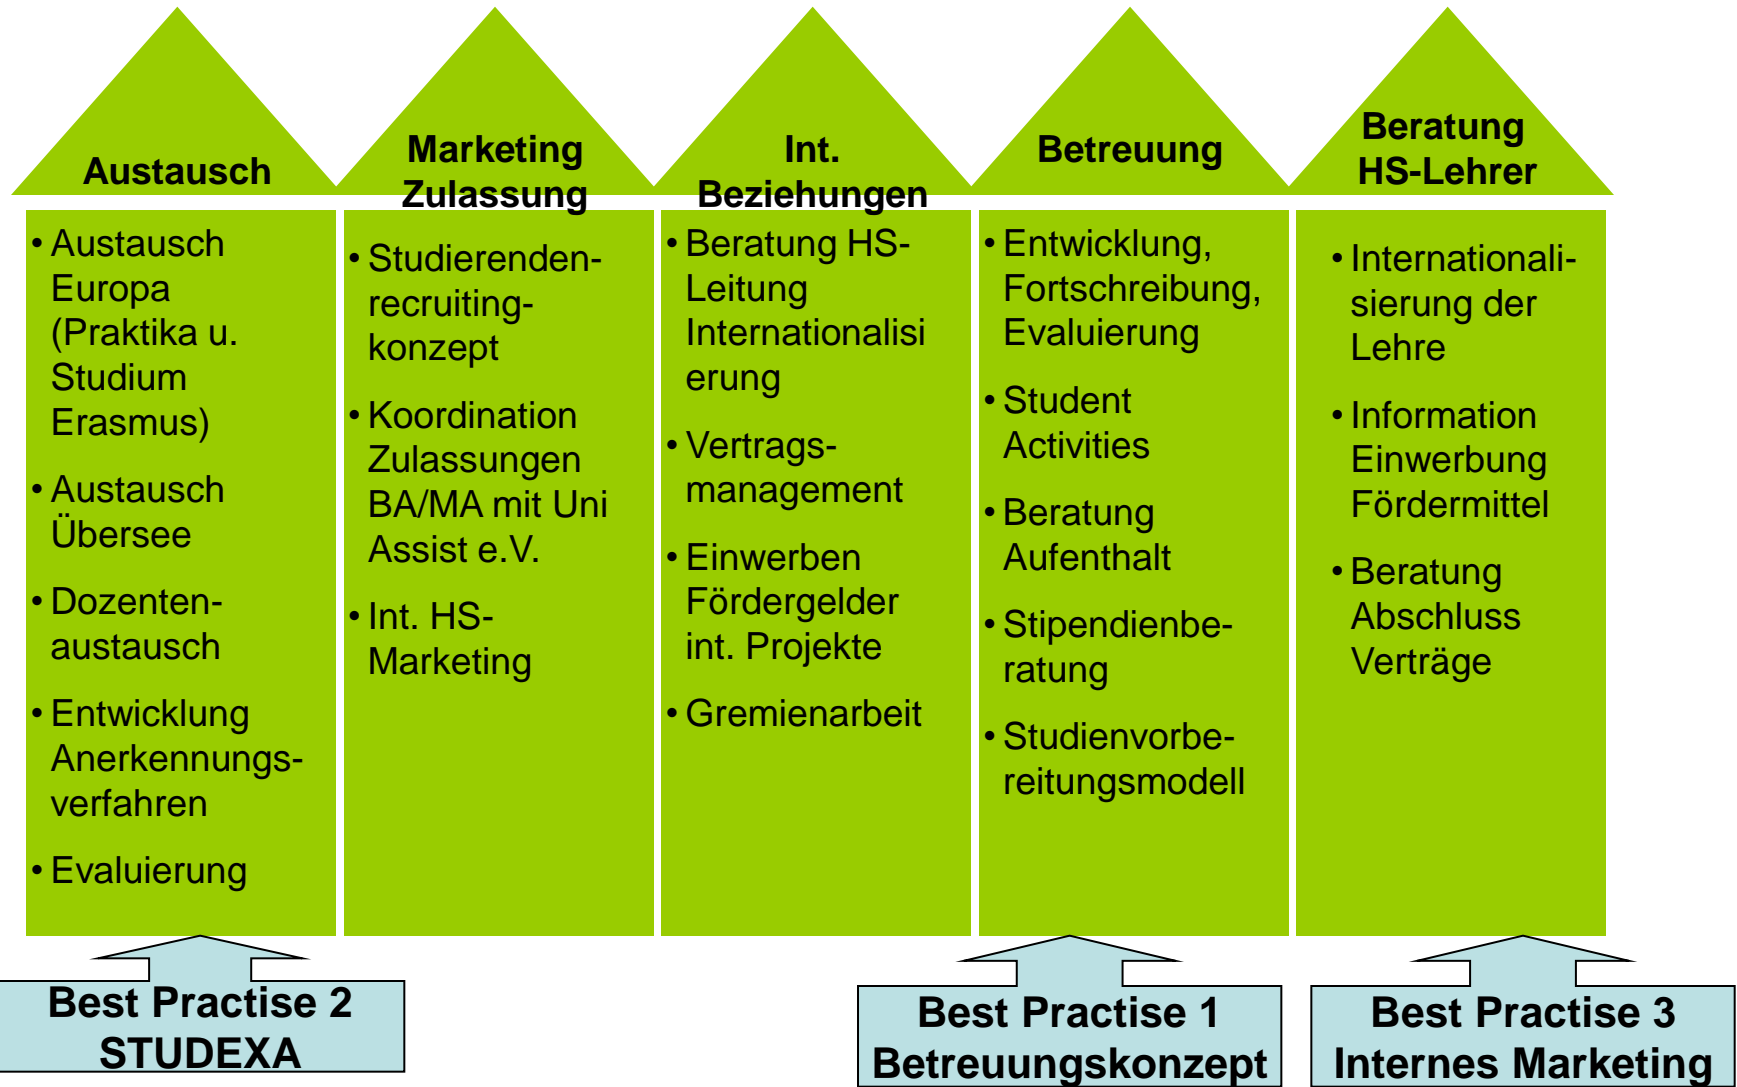 Austausch
• Austausch
Europa
(Praktika u.
Studium
Erasmus)
• Austausch
Übersee
• Dozenten-
austausch
• Entwicklung
Anerkennungs-
verfahren
• Evaluierung
Marketing
Zulassung
• Studierenden-
recruiting-
konzept
• Koordination
Zulassungen
BA/MA mit Uni
Assist e.V.
• Int. HS-
Marketing
Int.
Beziehungen
• Beratung HS-
Leitung
Internationalisi
erung
• Vertrags-
management
• Einwerben
Fördergelder
int. Projekte
• Gremienarbeit
Betreuung
• Entwicklung,
Fortschreibung,
Evaluierung
• Student
Activities
• Beratung
Aufenthalt
• Stipendienbe-
ratung
• Studienvorbe-
reitungsmodell
Beratung
HS-Lehrer
• Internationali-
sierung der
Lehre
• Information
Einwerbung
Fördermittel
• Beratung
Abschluss
Verträge
Best Practise 2
STUDEXA
Best Practise 1
Betreuungskonzept
Best Practise 3
Internes Marketing